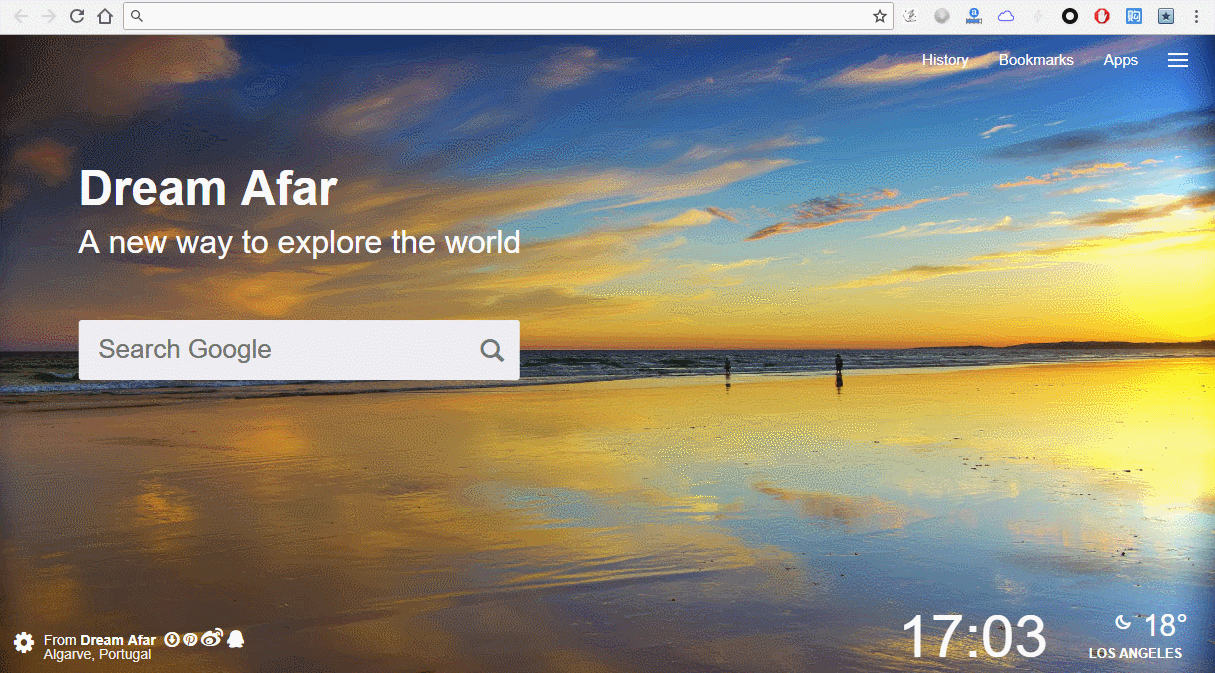 History Bookmarks Apps
Dream Afar
A new way to explore the world
Search Google
From Dream Afar
Algarve, Portugal
17:03
18°
LOS ANGELES